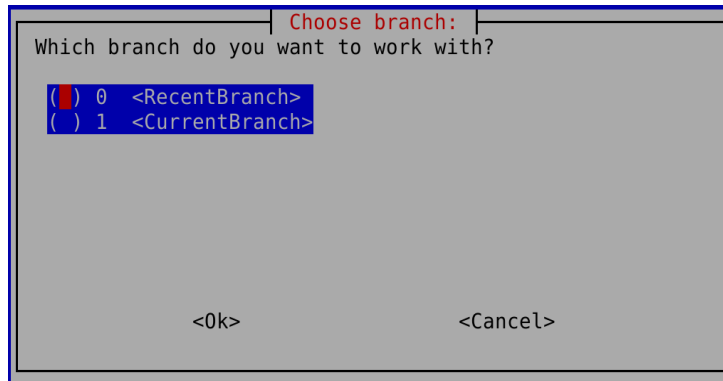 Choose branch:
Which branch do you want to work with?
( ) 0 <RecentBranch>
( ) 1 <CurrentBranch>
<Ok> <Cancel>